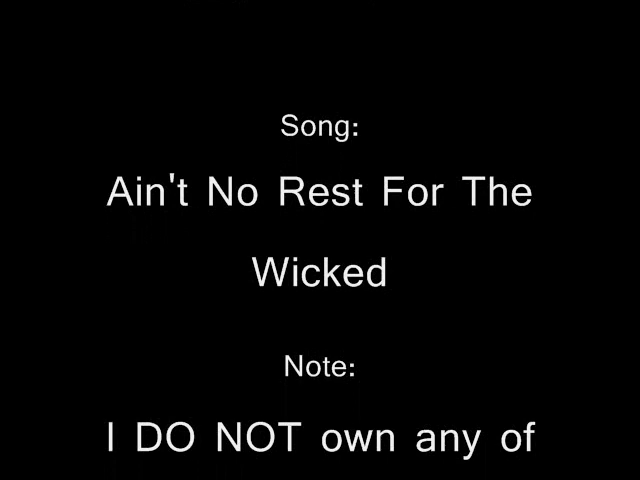 Song:
Ain't No Rest For The
Wicked
Note:
I DO NOT own any of